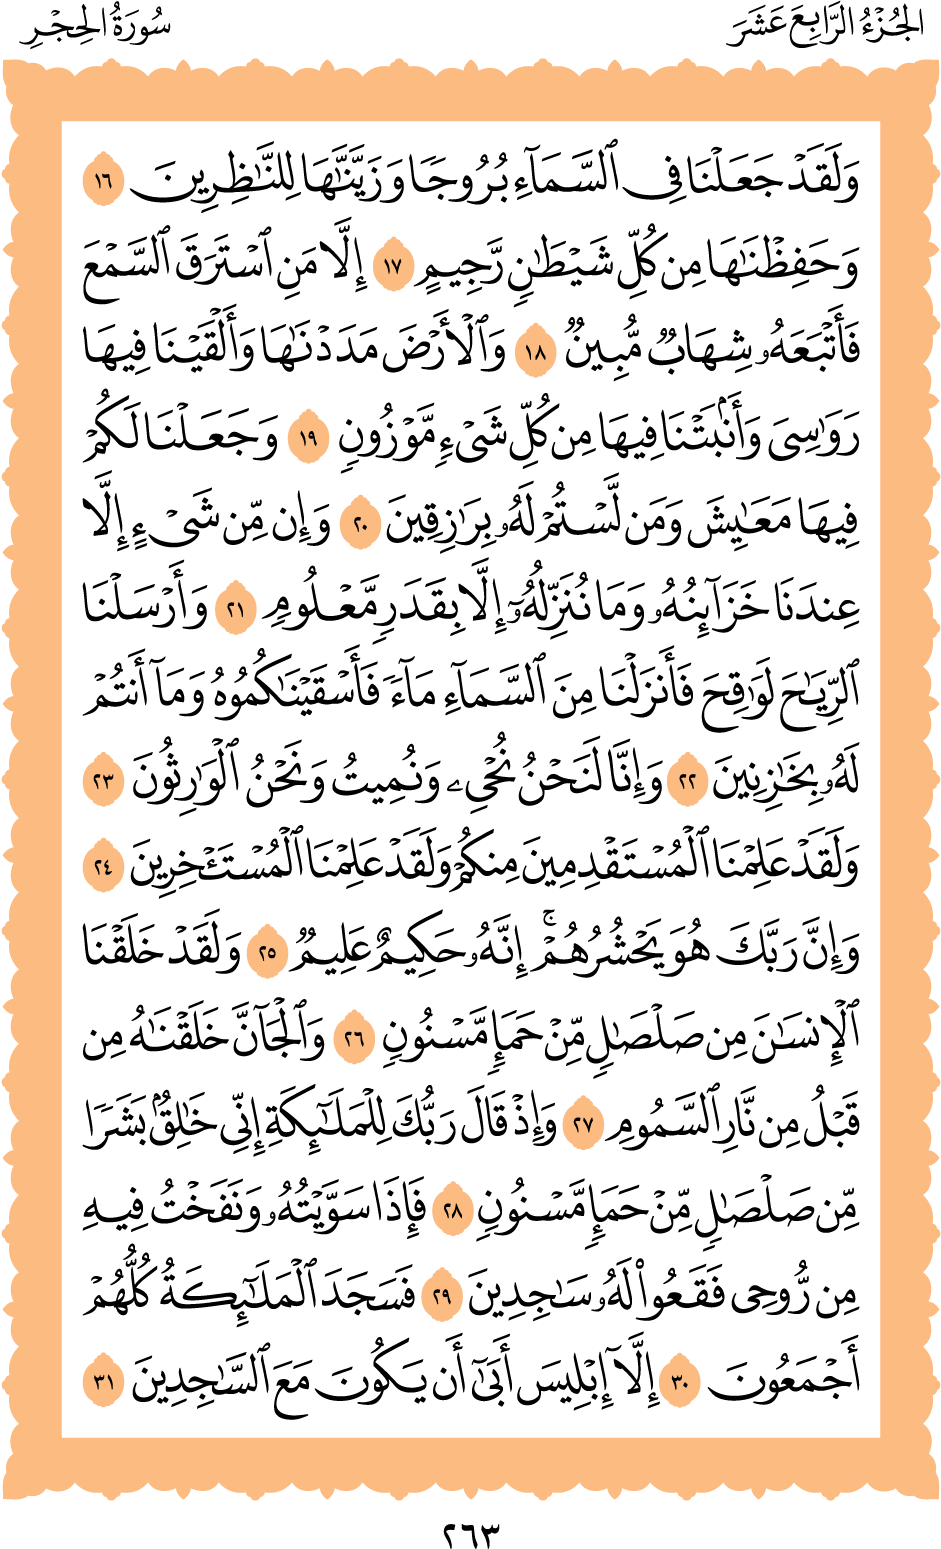 الجُزْءُ الرَّابِعَ عَشَرَ
سُورَةُ الحِجْرِ
وَلَقَدْ جَعَلْنَا فِى ٱلسَّمَآءِ بُرُوجًا وَزَيَّنَّٰهَا لِلنَّٰظِرِينَ ١٦
وَحَفِظْنَٰهَا مِن كُلِّ شَيْطَٰنٍ رَّجِيمٍ ١٧ إِلَّا مَنِ ٱسْتَرَقَ ٱلسَّمْعَ
فَأَتْبَعَهُۥ شِهَابٌ مُّبِينٌ ١٨ وَٱلْأَرْضَ مَدَدْنَٰهَا وَأَلْقَيْنَا فِيهَا
رَوَٰسِىَ وَأَنۢبَتْنَا فِيهَا مِن كُلِّ شَىْءٍ مَّوْزُونٍ ١٩ وَجَعَلْنَا لَكُمْ
فِيهَا مَعَٰيِشَ وَمَن لَّسْتُمْ لَهُۥ بِرَٰزِقِينَ ٢٠ وَإِن مِّن شَىْءٍ إِلَّا
عِندَنَا خَزَآئِنُهُۥ وَمَا نُنَزِّلُهُۥٓ إِلَّا بِقَدَرٍ مَّعْلُومٍ ٢١ وَأَرْسَلْنَا
ٱلرِّيَٰحَ لَوَٰقِحَ فَأَنزَلْنَا مِنَ ٱلسَّمَآءِ مَآءً فَأَسْقَيْنَٰكُمُوهُ وَمَآ أَنتُمْ
لَهُۥ بِخَٰزِنِينَ ٢٢ وَإِنَّا لَنَحْنُ نُحْىِۦ وَنُمِيتُ وَنَحْنُ ٱلْوَٰرِثُونَ ٢٣
وَلَقَدْ عَلِمْنَا ٱلْمُسْتَقْدِمِينَ مِنكُمْ وَلَقَدْ عَلِمْنَا ٱلْمُسْتَـْٔخِرِينَ ٢٤
وَإِنَّ رَبَّكَ هُوَ يَحْشُرُهُمْ ۚ إِنَّهُۥ حَكِيمٌ عَلِيمٌ ٢٥ وَلَقَدْ خَلَقْنَا
ٱلْإِنسَٰنَ مِن صَلْصَٰلٍ مِّنْ حَمَإٍ مَّسْنُونٍ ٢٦ وَٱلْجَآنَّ خَلَقْنَٰهُ مِن
قَبْلُ مِن نَّارِ ٱلسَّمُومِ ٢٧ وَإِذْ قَالَ رَبُّكَ لِلْمَلَٰٓئِكَةِ إِنِّى خَٰلِقٌۢ بَشَرًا
مِّن صَلْصَٰلٍ مِّنْ حَمَإٍ مَّسْنُونٍ ٢٨ فَإِذَا سَوَّيْتُهُۥ وَنَفَخْتُ فِيهِ
مِن رُّوحِى فَقَعُوا۟ لَهُۥ سَٰجِدِينَ ٢٩ فَسَجَدَ ٱلْمَلَٰٓئِكَةُ كُلُّهُمْ
أَجْمَعُونَ ٣٠ إِلَّآ إِبْلِيسَ أَبَىٰٓ أَن يَكُونَ مَعَ ٱلسَّٰجِدِينَ ٣١
٢٦٣